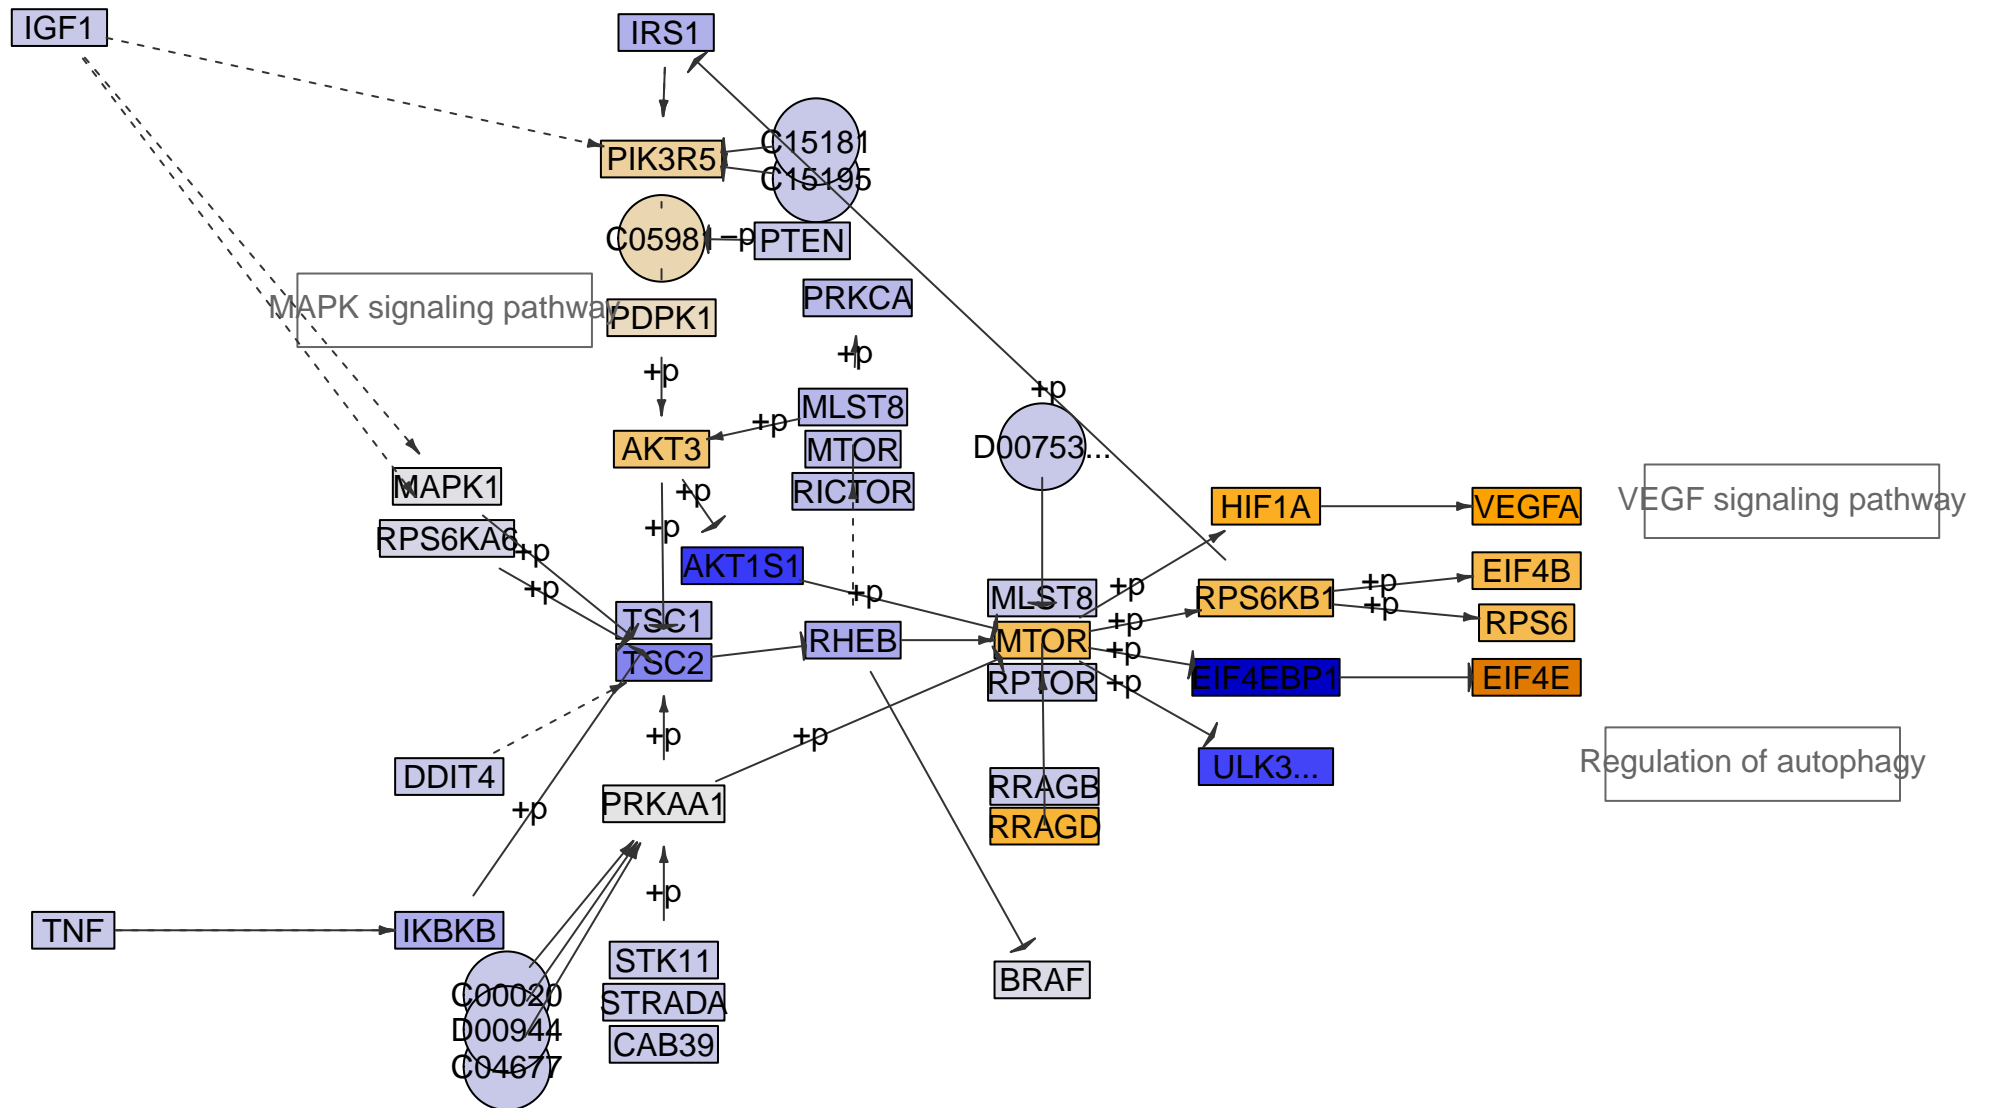 IGF1
IRS1
C15181
PIK3R5
C15195
C0598
–p
PTEN
PRKCA
MAPK signaling pathway
PDPK1
+p
+p
+p
MLST8
+p
AKT3
MTOR
D00753...
MAPK1
RICTOR
+p
HIF1A
VEGFA
VEGF signaling pathway
+p
RPS6KA6
+p
AKT1S1
EIF4B
+p
+p
+p
+p
MLST8
RPS6KB1
+p
TSC1
+p
RPS6
RHEB
MTOR
TSC2
+p
RPTOR
+p
EIF4EBP1
EIF4E
+p
+p
Regulation of autophagy
DDIT4
ULK3...
RRAGB
PRKAA1
+p
RRAGD
+p
TNF
IKBKB
STK11
BRAF
C00020
STRADA
D00944
CAB39
C04677